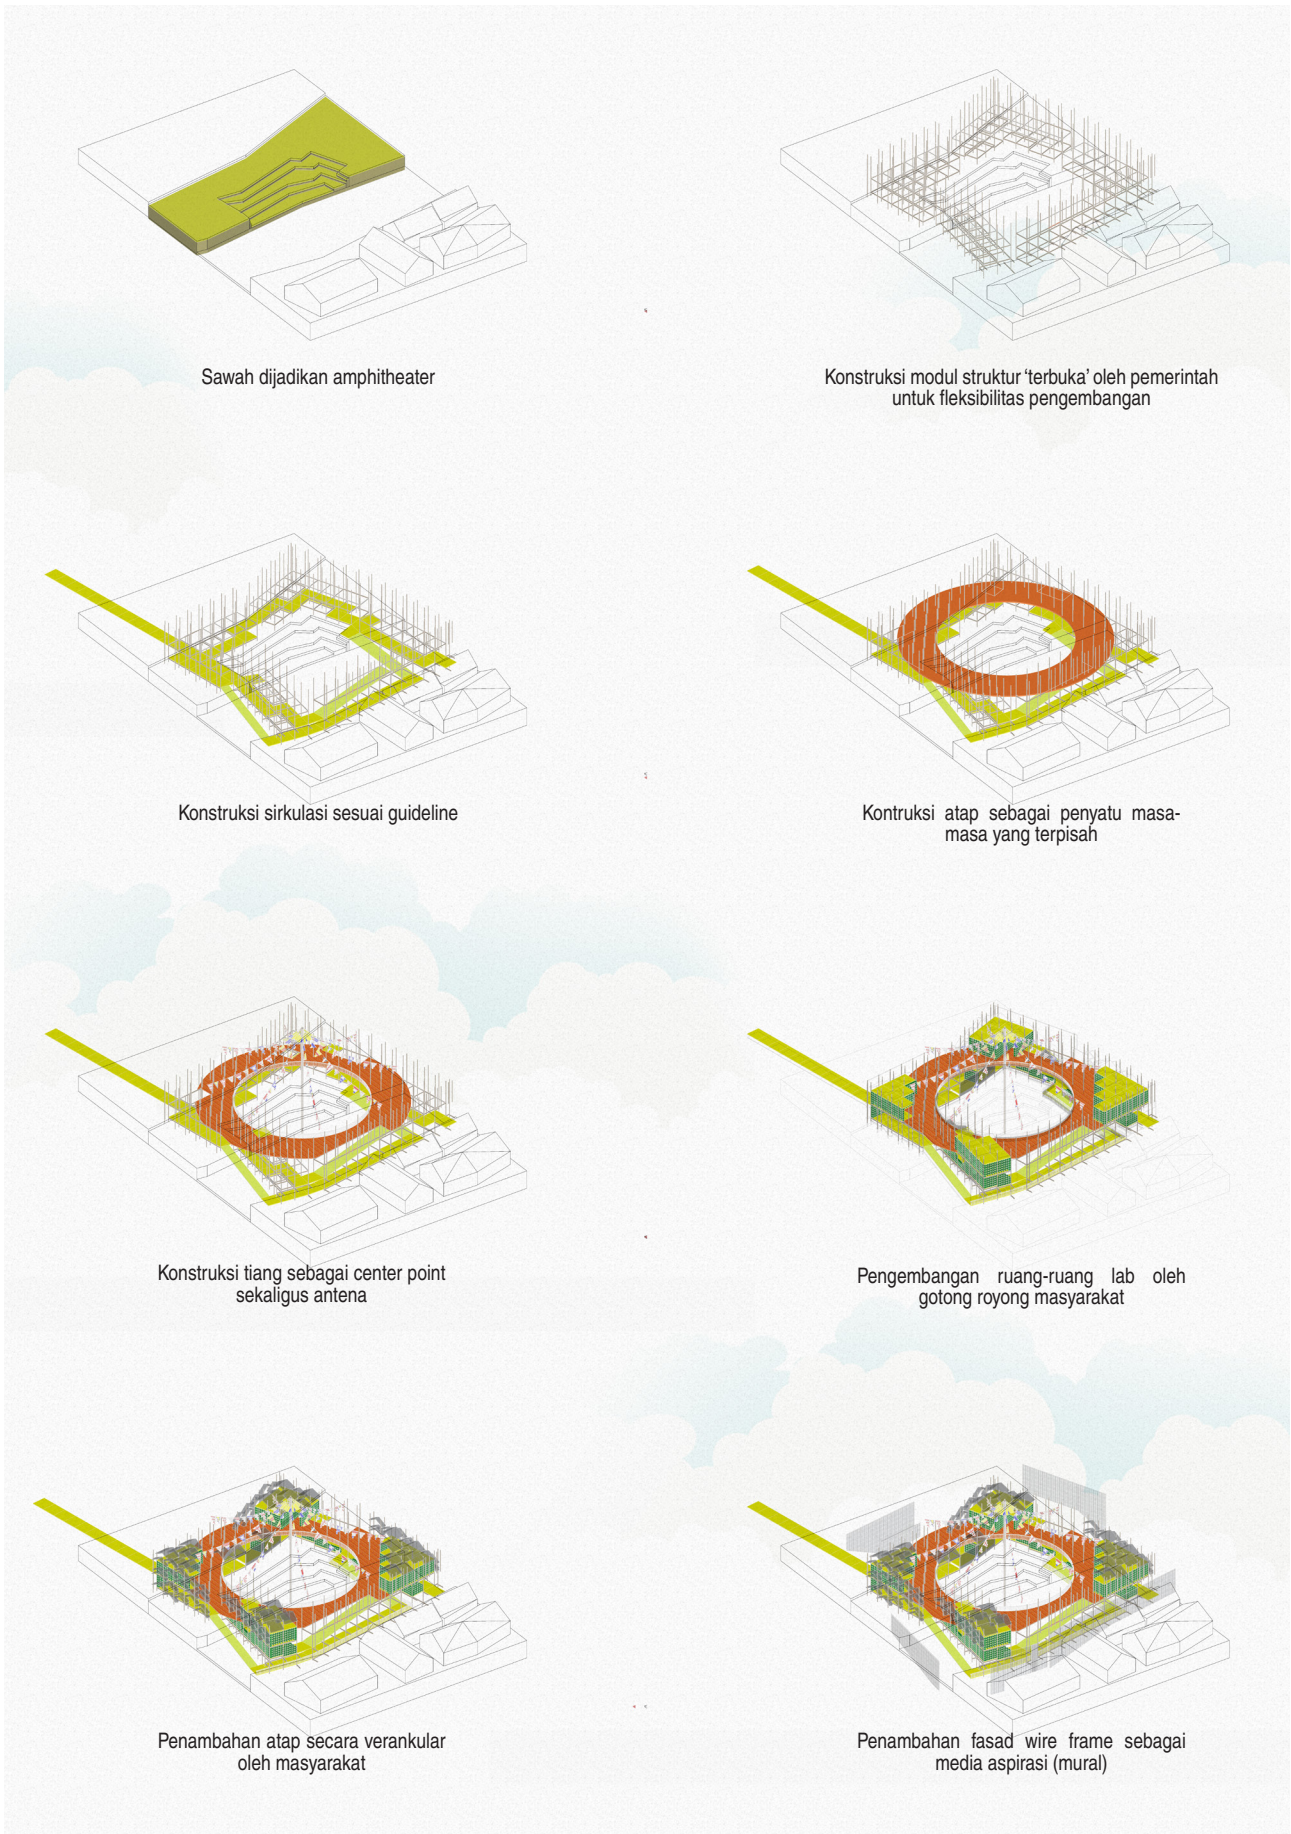 Sawah dijadikan amphitheater
Konstruksi modul struktur ‘terbuka’ oleh pemerintah
untuk fleksibilitas pengembangan
Konstruksi sirkulasi sesuai guideline
Kontruksi atap sebagai penyatu masa-
masa yang terpisah
Konstruksi tiang sebagai center point
sekaligus antena
Pengembangan ruang-ruang lab oleh
gotong royong masyarakat
Penambahan atap secara verankular
oleh masyarakat
Penambahan fasad wire frame sebagai
media aspirasi (mural)